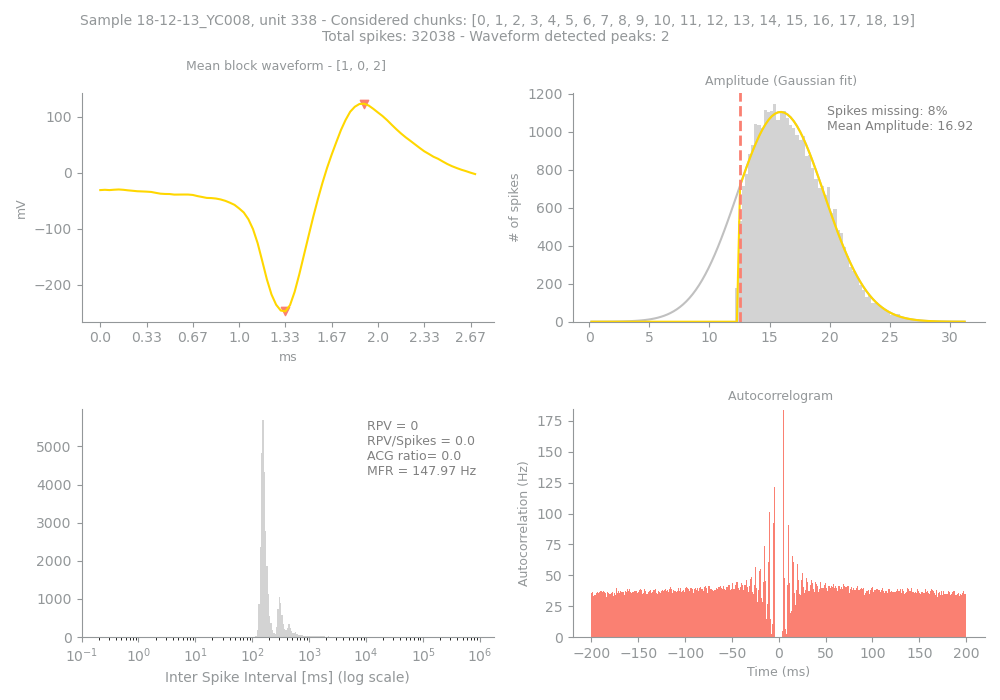 Sample 18-12-13_YC008, unit 338 - Considered chunks: [0, 1, 2, 3, 4, 5, 6, 7, 8, 9, 10, 11, 12, 13, 14, 15, 16, 17, 18, 19]
Total spikes: 32038 - Waveform detected peaks: 2
Mean block waveform - [1, 0, 2]
100
0
−100
−200
mV
0.0 0.33 0.67 1.0 1.33 1.67 2.0 2.33 2.67
ms
Amplitude (Gaussian fit)
Spikes missing: 8%
Mean Amplitude: 16.92
1200
1000
800
600
400
200
0
# of spikes
0 5 10 15 20 25 30
RPV = 0
RPV/Spikes = 0.0
ACG ratio= 0.0
MFR = 147.97 Hz
5000
4000
3000
2000
1000
0
10−1 100 101 102 103 104 105 106
Inter Spike Interval [ms] (log scale)
Autocorrelogram
175
150
125
100
75
50
25
0
Autocorrelation (Hz)
−200 −150 −100 −50 0 50 100 150 200
Time (ms)